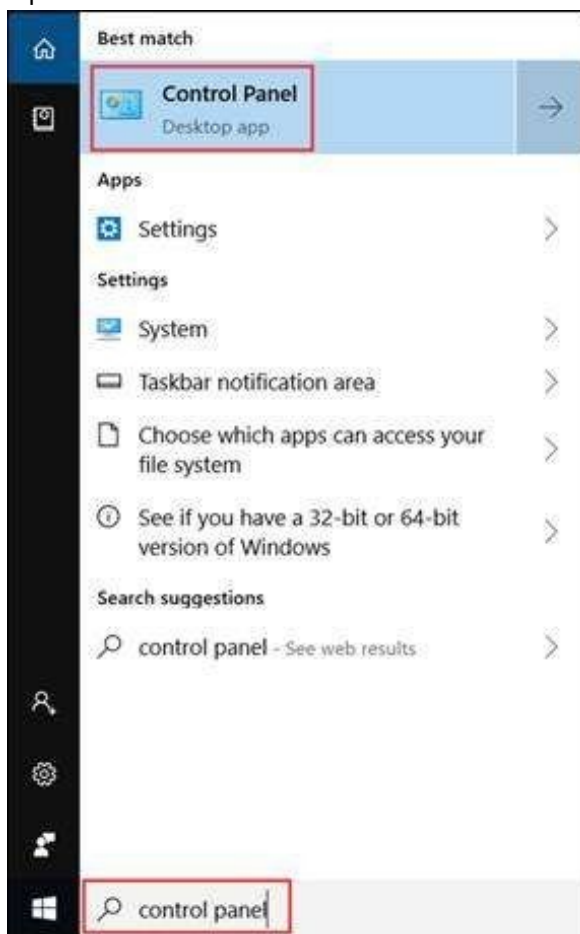 Best match
Control Panel
Desktop app
Apps
Settings
Settings
System
Taskbar notification area
Choose which apps can access your
file system
See if you have a 32-bit or 64-bit
version of Windows
Search suggestions
control panel - See web results
control panel